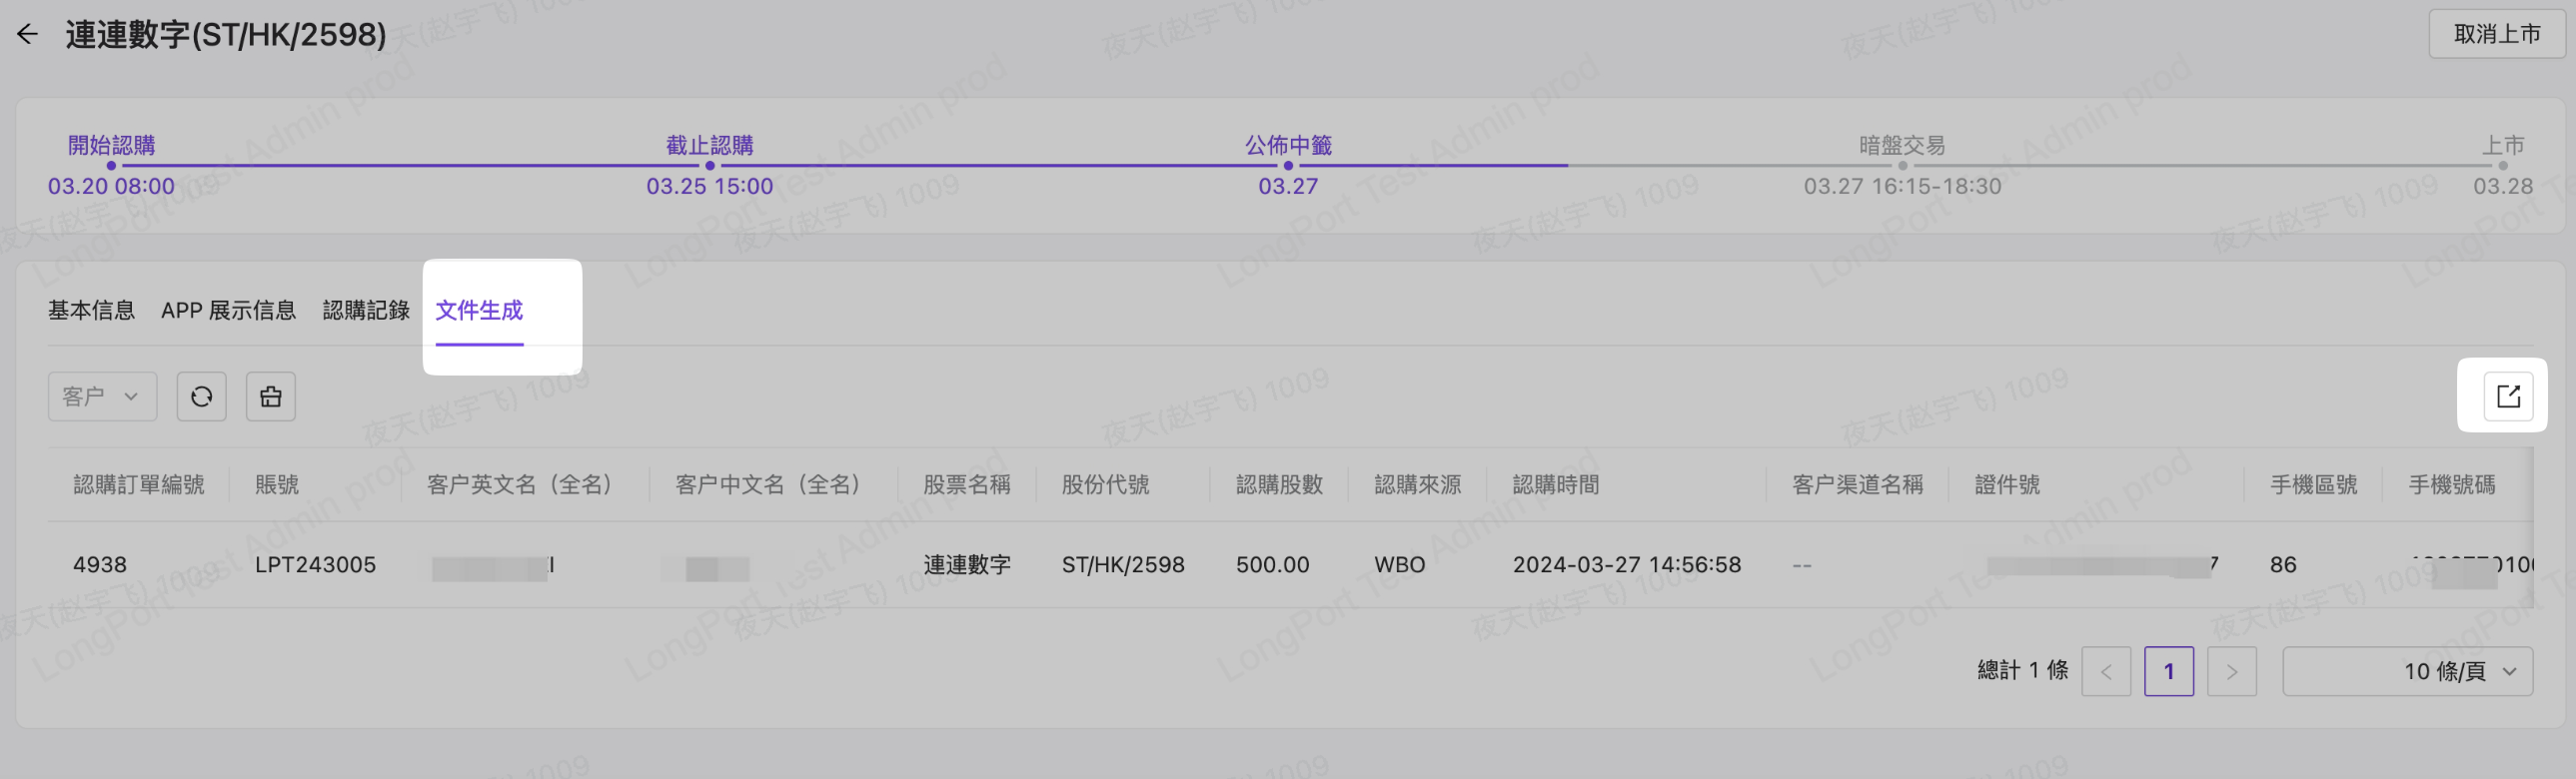 連連數字(ST/HK/2598)
取消上市
開始認購
截止認購
公佈中籤
暗盤交易
上市
03.20 08:00
03.25 15:00
03.27
03.27 16:15-18:30
03.28
基本信息 APP 展示信息 認購記錄 文件生成
客户
認購訂單編號 賬號 客户英文名（全名） 客户中文名（全名） 股票名稱 股份代號 認購股數 認購來源 認購時間 客户渠道名稱 證件號 手機區號 手機號碼
4938 LPT243005 連連數字 ST/HK/2598 500.00 WBO 2024-03-27 14:56:58 -- 86
總計 1 條 < 1 > 10 條/頁
夜天(赵宇飞) 1009
LongPort Test Admin prod